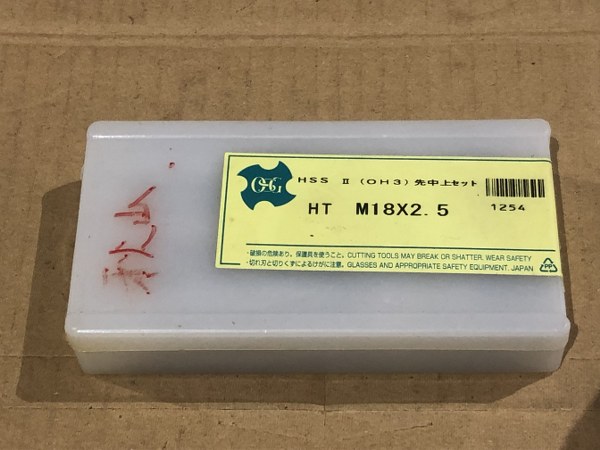 OSG
HSS II (OH3) 先中上セット
HT M18X2.5
1254
・破損の危険あり。保護具を使うこと。CUTTING TOOLS MAY BREAK OR SHATTER. WEAR SAFETY
・切れ刃と切りくずによるけがに注意。GLASSES AND APPROPRIATE SAFETY EQUIPMENT. JAPAN
PP
秋山